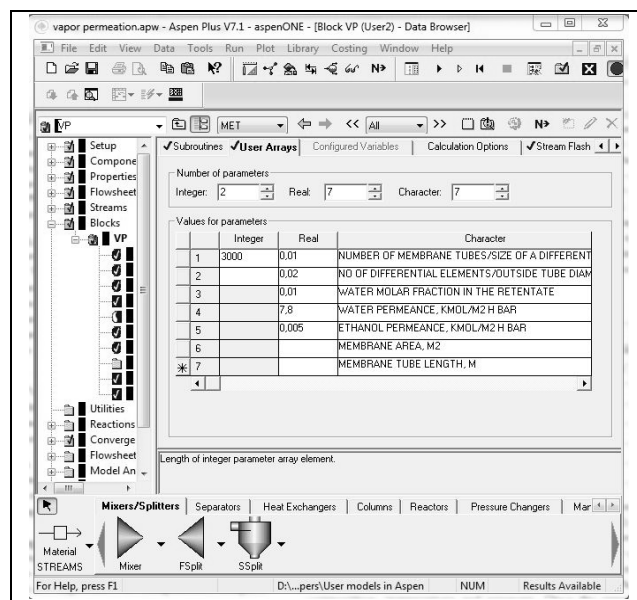 vapor permeation.apw - Aspen Plus V7.1 - aspenONE - [Block VP (User2) - Data Browser]
File Edit View Data Tools Run Plot Library Costing Window Help
VP MET All N>
Setup
Compone
Properties
Flowsheet
Streams
Blocks
VP
Utilities
Reactions
Converge
Flowsheet
Model An
Subroutines User Arrays Configured Variables Calculation Options Stream Flash
Number of parameters
Integer: 2 Real: 7 Character: 7
Values for parameters
Integer Real Character
1 3000 0,01 NUMBER OF MEMBRANE TUBES/SIZE OF A DIFFERENT
2 0,02 NO OF DIFFERENTIAL ELEMENTS/OUTSIDE TUBE DIAM
3 0,01 WATER MOLAR FRACTION IN THE RETENTATE
4 7,8 WATER PERMEANCE, KMOL/M2 H BAR
5 0,005 ETHANOL PERMEANCE, KMOL/M2 H BAR
6 MEMBRANE AREA, M2
7 MEMBRANE TUBE LENGTH, M
Length of integer parameter array element.
Mixers/Splitters Separators Heat Exchangers Columns Reactors Pressure Changers Mar
Material
STREAMS Mixer FSplit SSplit
For Help, press F1 D:\...pers\User models in Aspen NUM Results Available